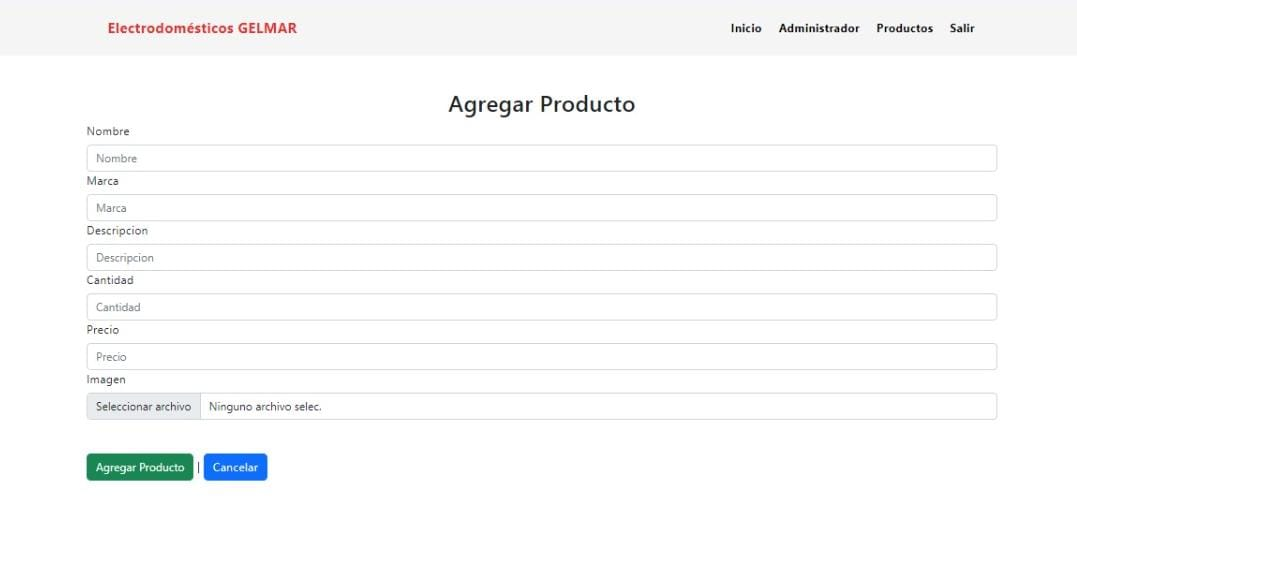 Electrodomésticos GELMAR Inicio Administrador Productos Salir
Agregar Producto
Nombre
Nombre
Marca
Marca
Descripcion
Descripcion
Cantidad
Cantidad
Precio
Precio
Imagen
Seleccionar archivo Ninguno archivo selec.
Agregar Producto | Cancelar